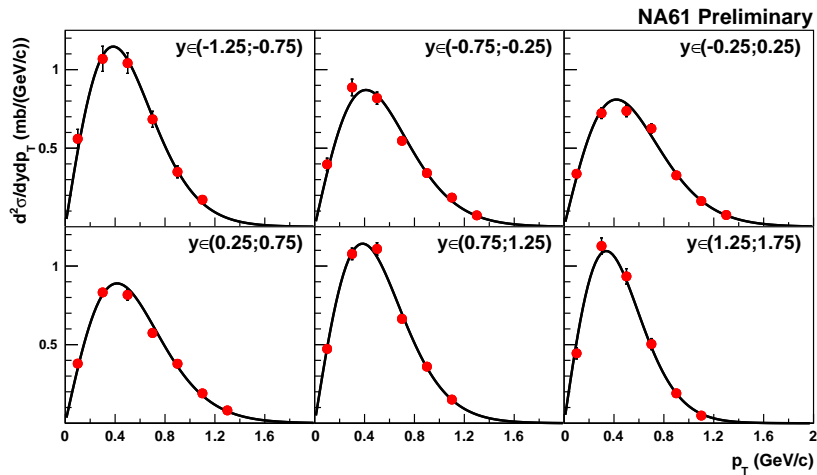 NA61 Preliminary
d²σ/dydp_T (mb/(GeV/c))
y∈(-1.25;-0.75)
y∈(-0.75;-0.25)
y∈(-0.25;0.25)
1
0.5
y∈(0.25;0.75)
y∈(0.75;1.25)
y∈(1.25;1.75)
1
0.5
0 0.4 0.8 1.2 1.6 0 0.4 0.8 1.2 1.6 0 0.4 0.8 1.2 1.6 2
p_T (GeV/c)